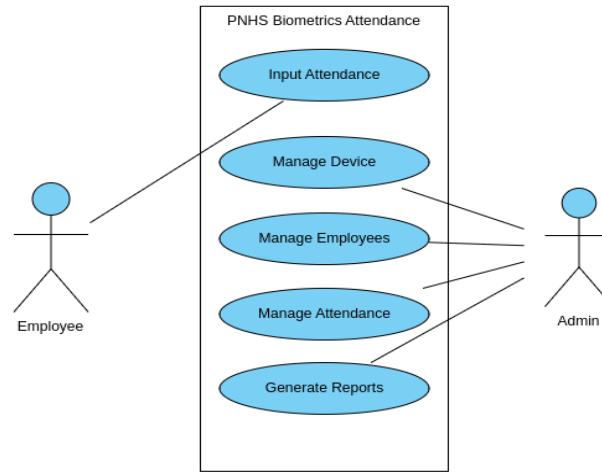 PNHS Biometrics Attendance
Input Attendance
Manage Device
Manage Employees
Manage Attendance
Generate Reports
Employee
Admin